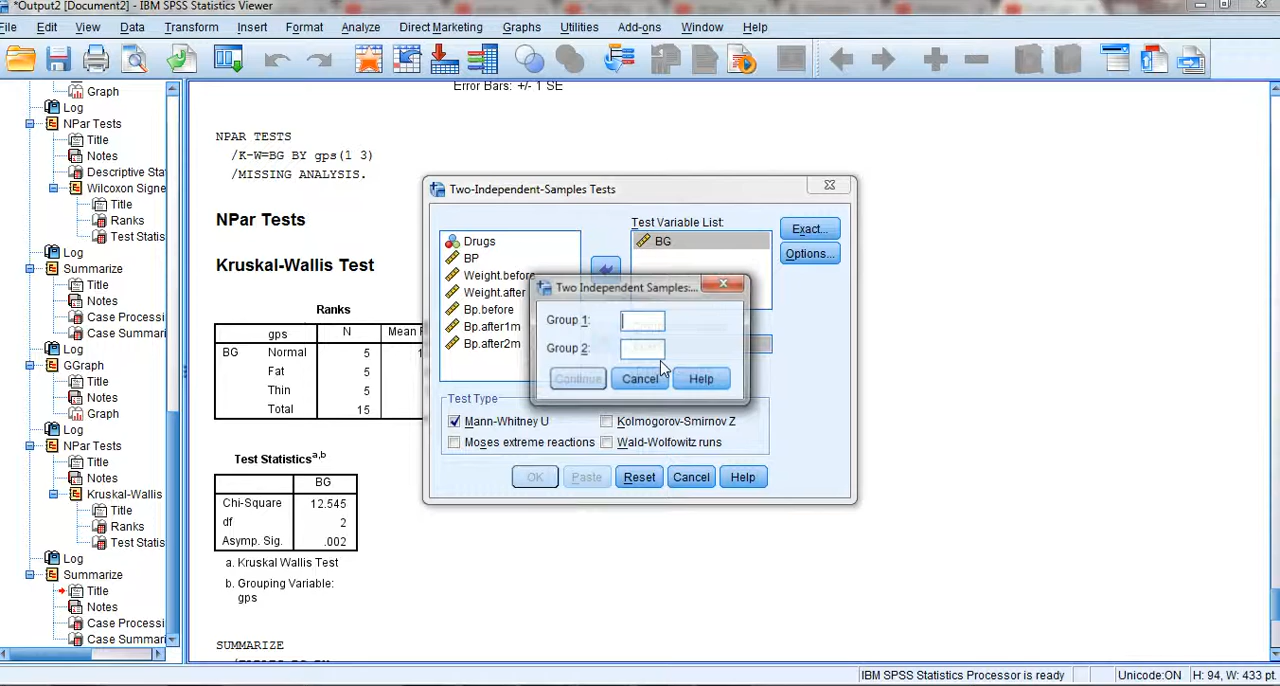 *Output2 [Document2] - IBM SPSS Statistics Viewer
File Edit View Data Transform Insert Format Analyze Direct Marketing Graphs Utilities Add-ons Window Help
Graph
Log
NPar Tests
Title
Notes
Descriptive Sta
Wilcoxon Signe
Title
Ranks
Test Statis
Log
Summarize
Title
Notes
Case Processi
Case Summari
Log
GGraph
Title
Notes
Graph
Log
NPar Tests
Title
Notes
Kruskal-Wallis
Title
Ranks
Test Statis
Log
Summarize
Title
Notes
Case Processi
Case Summari
Error Bars: +/- 1 SE
NPAR TESTS
/K-W=BG BY gps(1 3)
/MISSING ANALYSIS.
NPar Tests
Kruskal-Wallis Test
Ranks
gps N Mean
BG Normal 5
Fat 5
Thin 5
Total 15
Test Statistics a,b
BG
Chi-Square 12.545
df 2
Asymp. Sig. .002
a. Kruskal Wallis Test
b. Grouping Variable:
gps
SUMMARIZE
Two-Independent-Samples Tests
Test Variable List:
Drugs
BP
Weight.before
Weight.after
Bp.before
Bp.after1m
Bp.after2m
BG
Exact...
Options...
Two Independent Samples:...
Group 1:
Group 2:
Continue Cancel Help
Test Type
Mann-Whitney U Kolmogorov-Smirnov Z
Moses extreme reactions Wald-Wolfowitz runs
OK Paste Reset Cancel Help
IBM SPSS Statistics Processor is ready Unicode:ON H: 94, W: 433 pt.